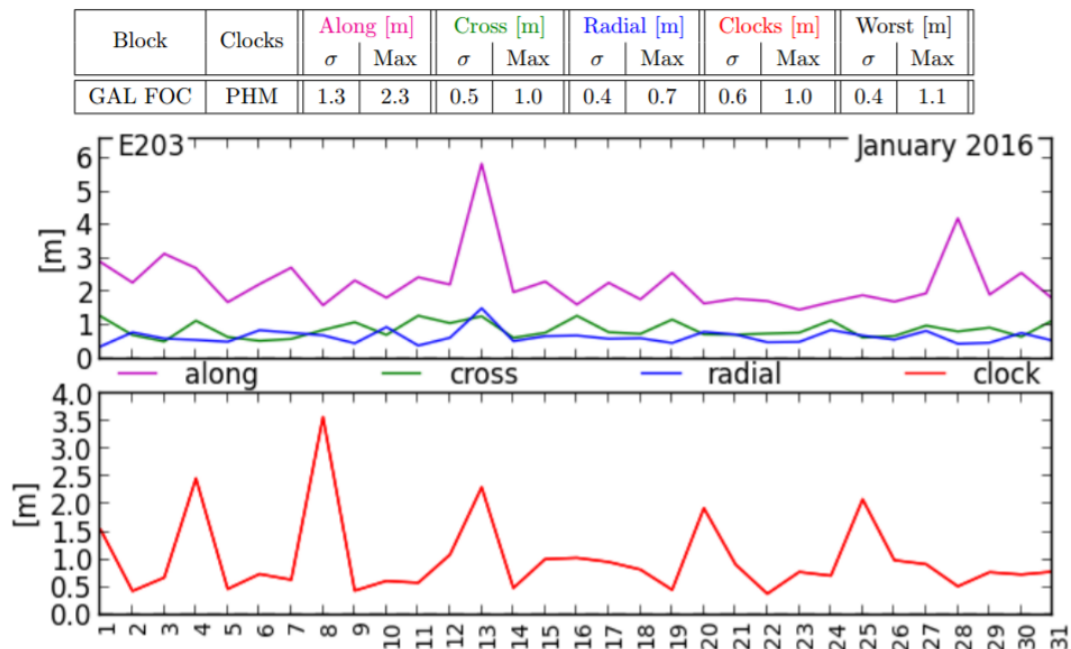 Block Clocks Along [m] Cross [m] Radial [m] Clocks [m] Worst [m]
σ Max σ Max σ Max σ Max σ Max
GAL FOC PHM 1.3 2.3 0.5 1.0 0.4 0.7 0.6 1.0 0.4 1.1
E203 January 2016
6
5
4
3
2
1
0
[m]
along cross radial clock
4.0
3.5
3.0
2.5
2.0
1.5
1.0
0.5
0.0
[m]
1 2 3 4 5 6 7 8 9 10 11 12 13 14 15 16 17 18 19 20 21 22 23 24 25 26 27 28 29 30 31